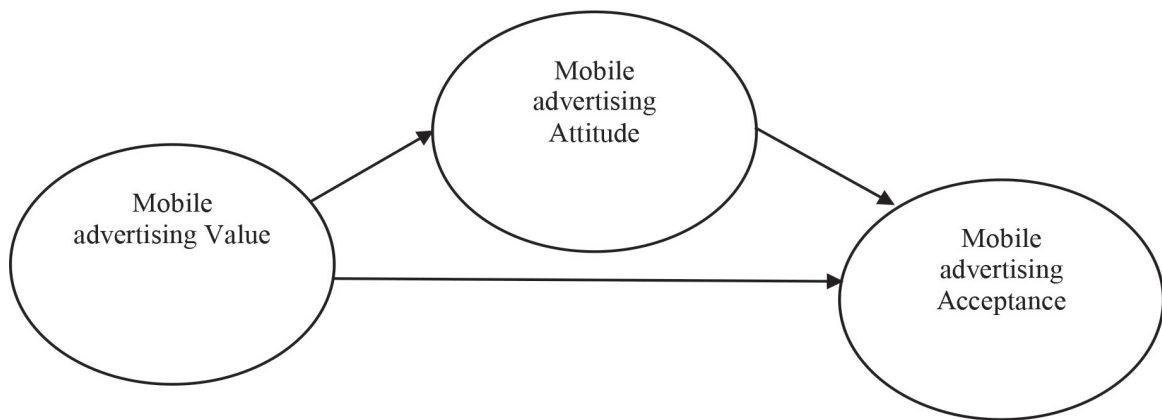 Mobile
advertising
Attitude
Mobile
advertising Value
Mobile
advertising
Acceptance